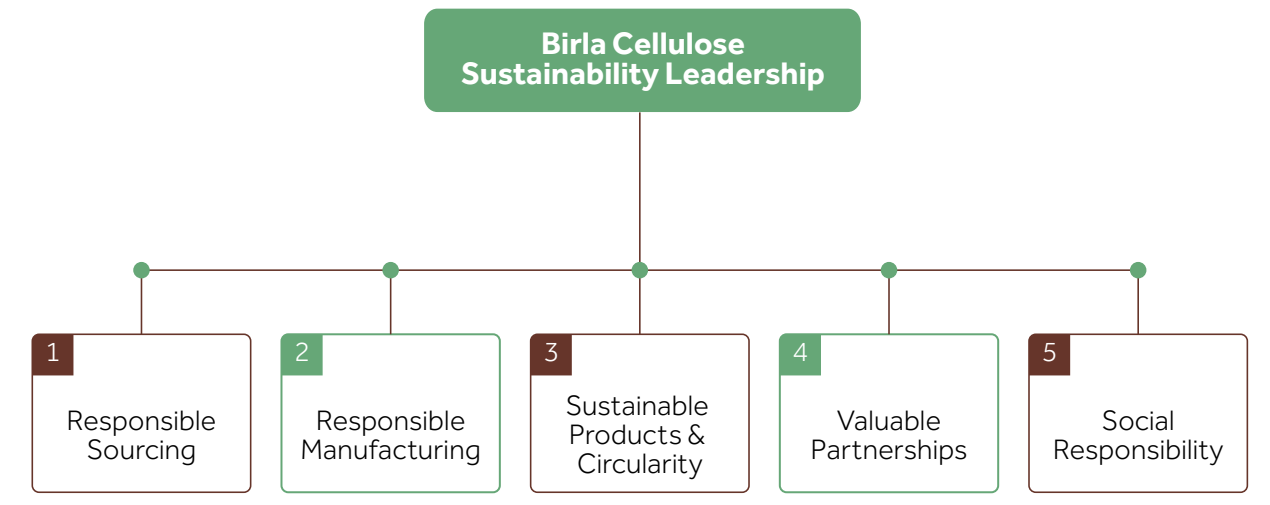 Birla Cellulose
Sustainability Leadership
1
Responsible
Sourcing
2
Responsible
Manufacturing
3
Sustainable
Products &
Circularity
4
Valuable
Partnerships
5
Social
Responsibility